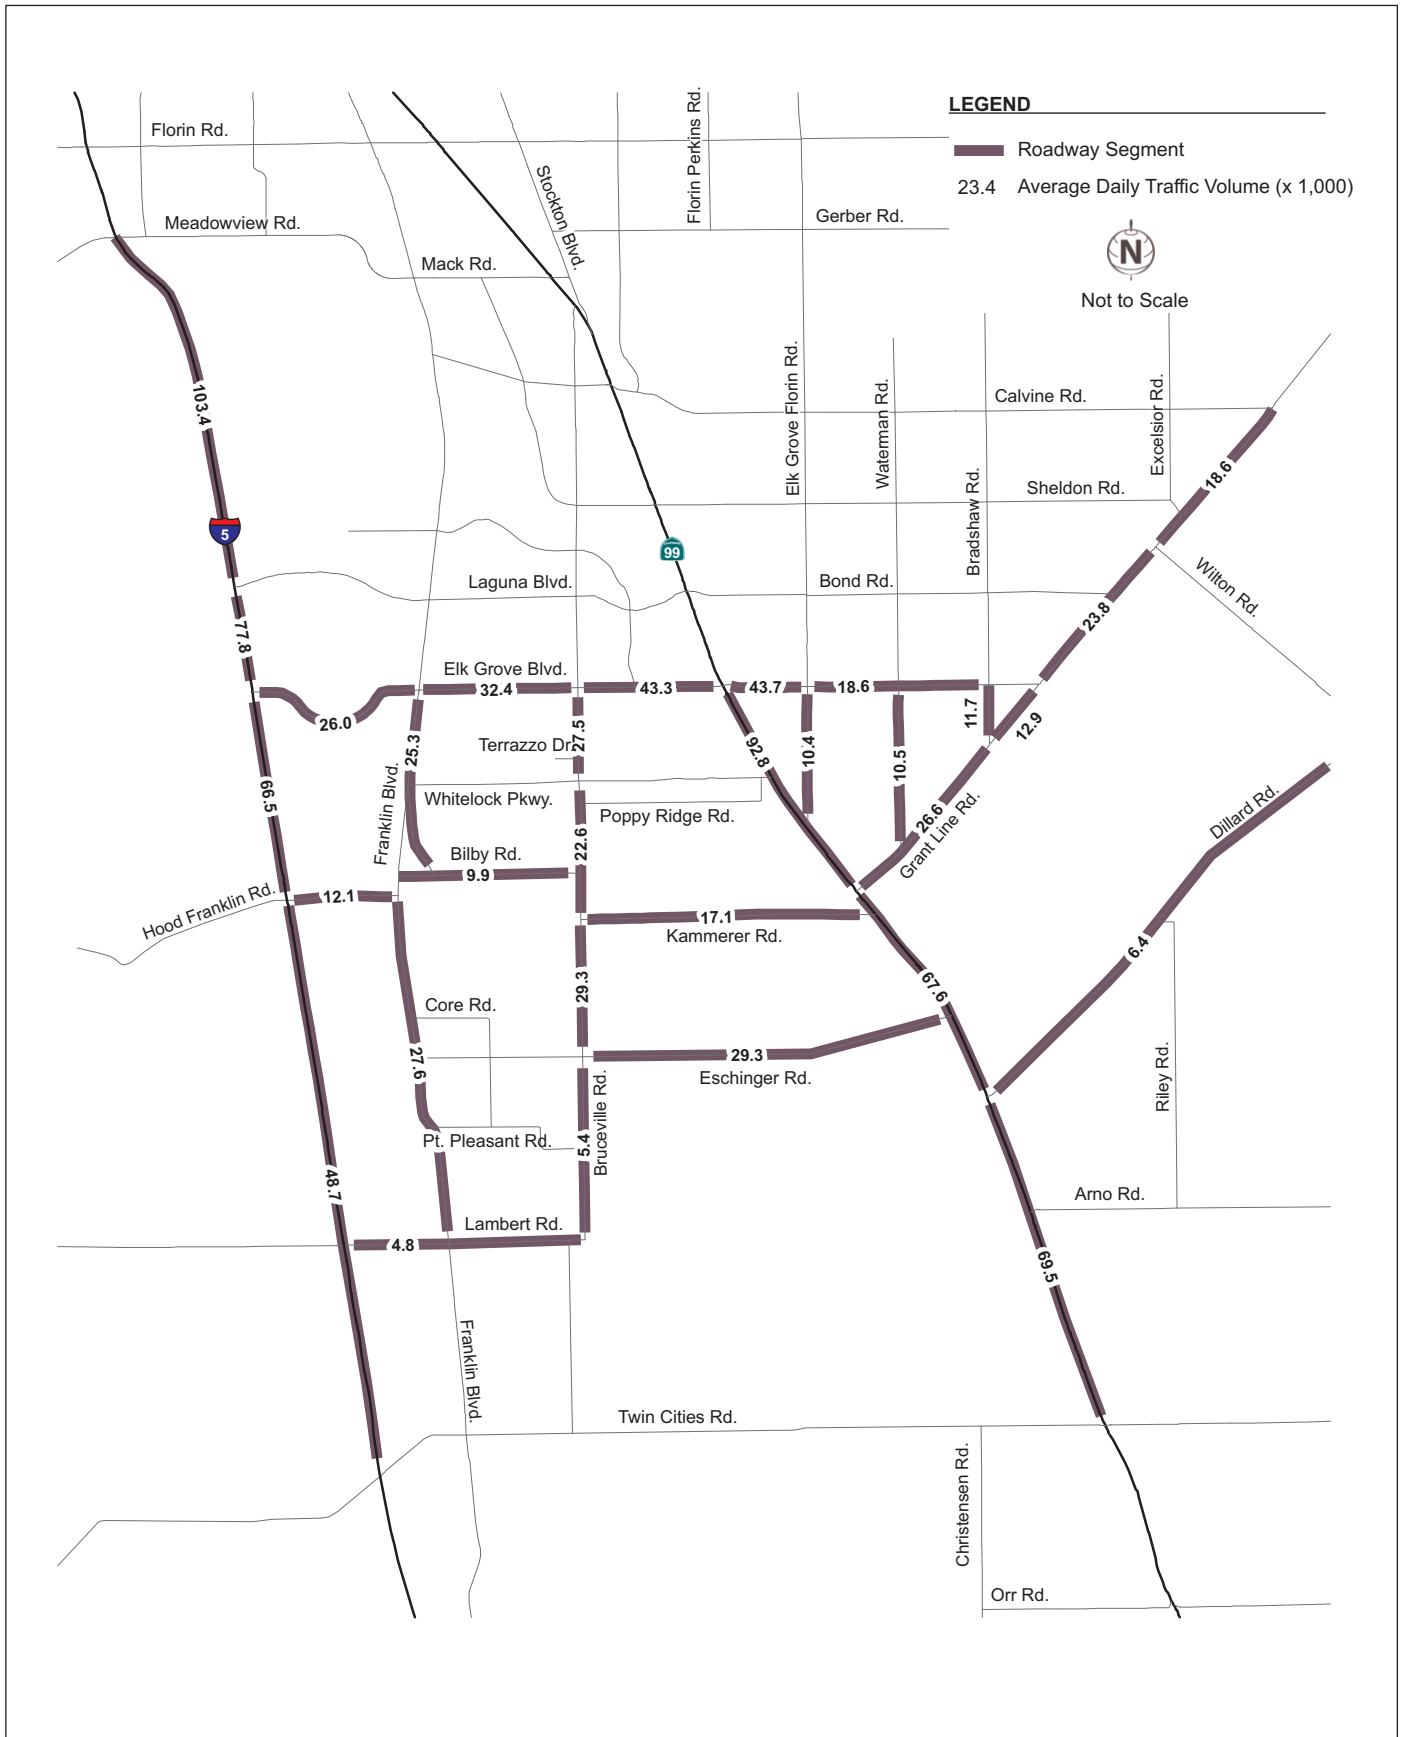 LEGEND
Roadway Segment
23.4 Average Daily Traffic Volume (x 1,000)
N
Not to Scale
Florin Rd.
Florin Perkins Rd.
Stockton Blvd.
Meadowview Rd.
Gerber Rd.
Mack Rd.
Elk Grove Florin Rd.
Waterman Rd.
Calvine Rd.
Excelsior Rd.
103.4
18.6
Bradshaw Rd.
Sheldon Rd.
5
99
Laguna Blvd.
Bond Rd.
Wilton Rd.
23.8
77.8
Elk Grove Blvd.
32.4
43.3
43.7
18.6
26.0
11.7
12.9
25.3
27.5
Terrazzo Dr.
92.8
10.4
10.5
66.5
Franklin Blvd.
Whitelock Pkwy.
Poppy Ridge Rd.
26.6
Grant Line Rd.
Dillard Rd.
22.6
Bilby Rd.
9.9
Hood Franklin Rd.
12.1
17.1
Kammerer Rd.
6.4
29.3
67.6
Core Rd.
27.6
29.3
Eschinger Rd.
Riley Rd.
Bruceville Rd.
Pt. Pleasant Rd.
5.4
48.7
Arno Rd.
Lambert Rd.
4.8
69.5
Franklin Blvd.
Twin Cities Rd.
Christensen Rd.
Orr Rd.